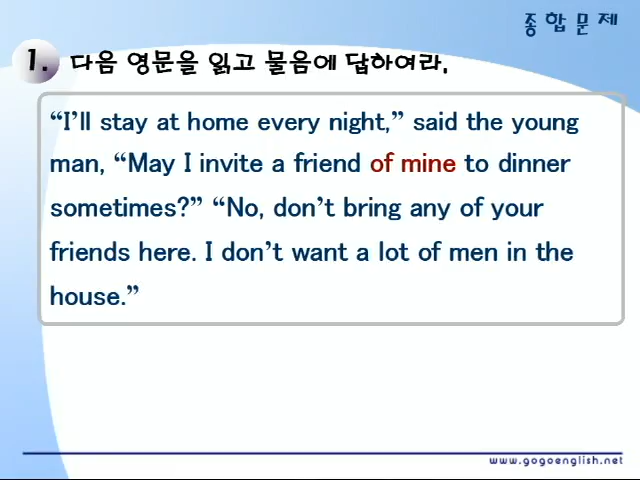 종합문제
1. 다음 영문을 읽고 물음에 답하여라.
“I’ll stay at home every night,” said the young
man, “May I invite a friend of mine to dinner
sometimes?” “No, don’t bring any of your
friends here. I don’t want a lot of men in the
house.”
www.gogoenglish.net